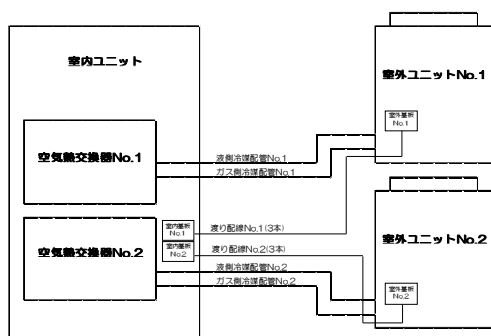 室内ユニット
空気熱交換器No.1
空気熱交換器No.2
室内基板
No.1
室内基板
No.2
液側冷媒配管No.1
ガス側冷媒配管No.1
渡り配線No.1(3本)
渡り配線No.2(3本)
液側冷媒配管No.2
ガス側冷媒配管No.2
室外ユニットNo.1
室外基板
No.1
室外ユニットNo.2
室外基板
No.2